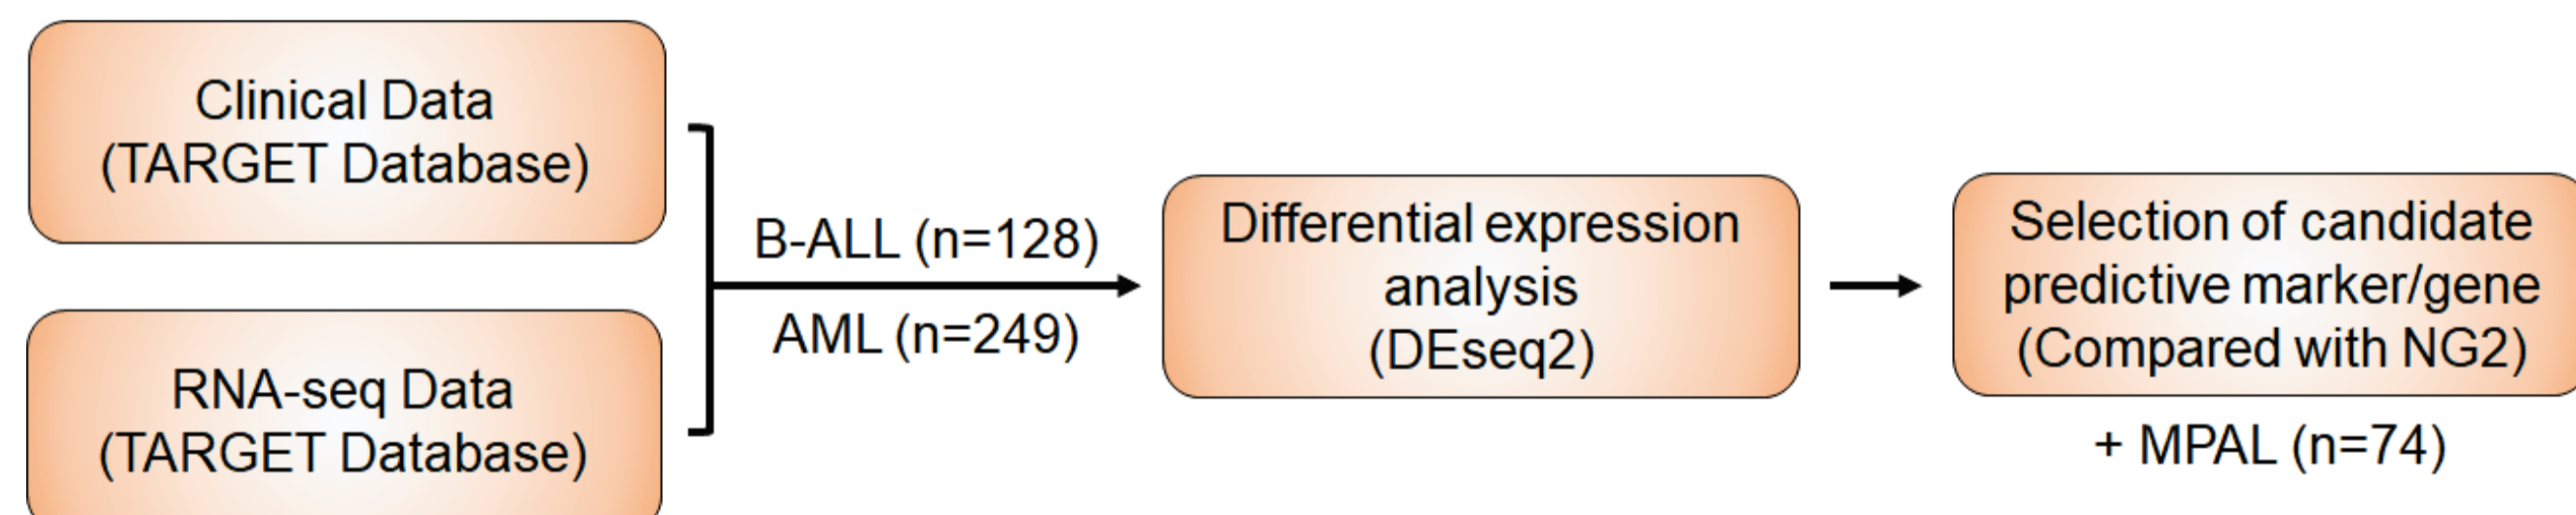 Clinical Data
(TARGET Database)
RNA-seq Data
(TARGET Database)
B-ALL (n=128)
AML (n=249)
Differential expression
analysis
(DEseq2)
Selection of candidate
predictive marker/gene
(Compared with NG2)
+ MPAL (n=74)